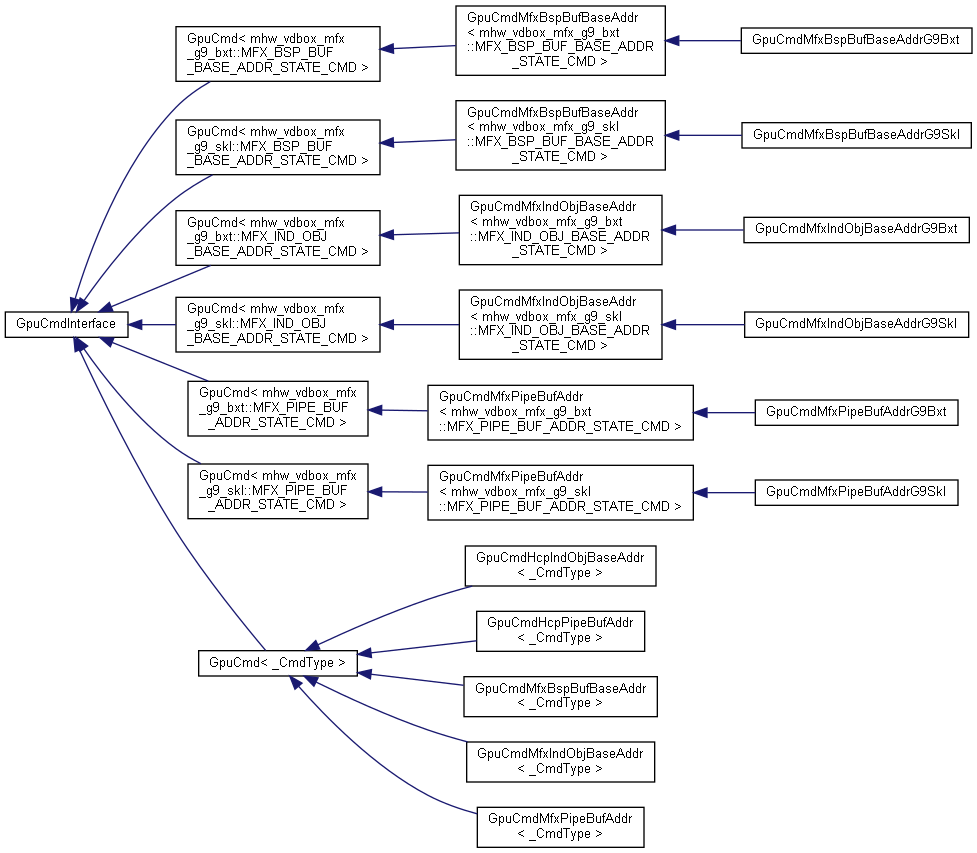 GpuCmdInterface
GpuCmd< mhw_vdbox_mfx
_g9_bxt::MFX_BSP_BUF
_BASE_ADDR_STATE_CMD >
GpuCmdMfxBspBufBaseAddr
< mhw_vdbox_mfx_g9_bxt
::MFX_BSP_BUF_BASE_ADDR
_STATE_CMD >
GpuCmdMfxBspBufBaseAddrG9Bxt
GpuCmd< mhw_vdbox_mfx
_g9_skl::MFX_BSP_BUF
_BASE_ADDR_STATE_CMD >
GpuCmdMfxBspBufBaseAddr
< mhw_vdbox_mfx_g9_skl
::MFX_BSP_BUF_BASE_ADDR
_STATE_CMD >
GpuCmdMfxBspBufBaseAddrG9Skl
GpuCmd< mhw_vdbox_mfx
_g9_bxt::MFX_IND_OBJ
_BASE_ADDR_STATE_CMD >
GpuCmdMfxIndObjBaseAddr
< mhw_vdbox_mfx_g9_bxt
::MFX_IND_OBJ_BASE_ADDR
_STATE_CMD >
GpuCmdMfxIndObjBaseAddrG9Bxt
GpuCmd< mhw_vdbox_mfx
_g9_skl::MFX_IND_OBJ
_BASE_ADDR_STATE_CMD >
GpuCmdMfxIndObjBaseAddr
< mhw_vdbox_mfx_g9_skl
::MFX_IND_OBJ_BASE_ADDR
_STATE_CMD >
GpuCmdMfxIndObjBaseAddrG9Skl
GpuCmd< mhw_vdbox_mfx
_g9_bxt::MFX_PIPE_BUF
_ADDR_STATE_CMD >
GpuCmdMfxPipeBufAddr
< mhw_vdbox_mfx_g9_bxt
::MFX_PIPE_BUF_ADDR_STATE_CMD >
GpuCmdMfxPipeBufAddrG9Bxt
GpuCmd< mhw_vdbox_mfx
_g9_skl::MFX_PIPE_BUF
_ADDR_STATE_CMD >
GpuCmdMfxPipeBufAddr
< mhw_vdbox_mfx_g9_skl
::MFX_PIPE_BUF_ADDR_STATE_CMD >
GpuCmdMfxPipeBufAddrG9Skl
GpuCmd< _CmdType >
GpuCmdHcpIndObjBaseAddr
< _CmdType >
GpuCmdHcpPipeBufAddr
< _CmdType >
GpuCmdMfxBspBufBaseAddr
< _CmdType >
GpuCmdMfxIndObjBaseAddr
< _CmdType >
GpuCmdMfxPipeBufAddr
< _CmdType >